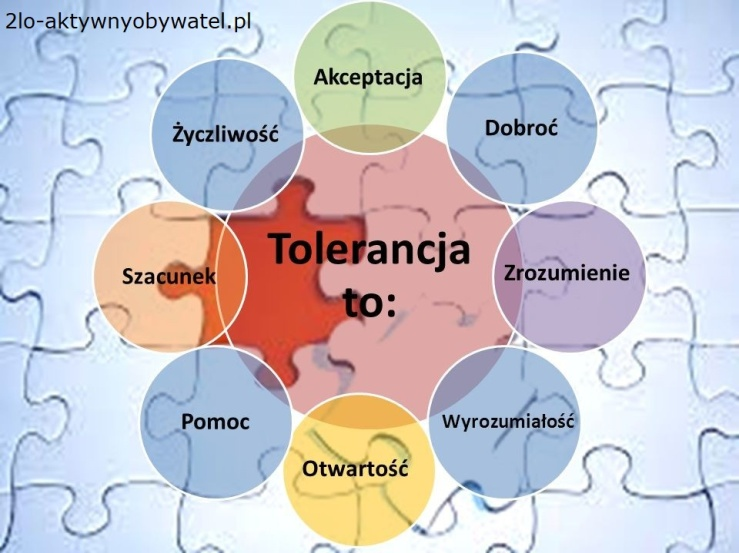 2lo-aktywnyobywatel.pl
Akceptacja
Życzliwość
Dobroć
Tolerancja
to:
Szacunek
Zrozumienie
Pomoc
Wyrozumiałość
Otwartość